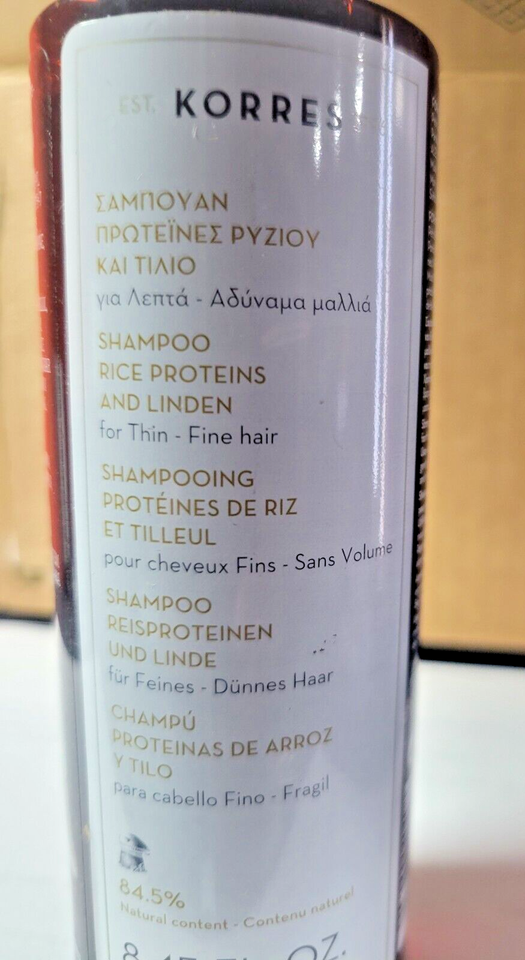 EST. KORRES
ΣΑΜΠΟΥΑΝ
ΠΡΩΤΕΪΝΕΣ ΡΥΖΙΟΥ
ΚΑΙ ΤΙΛΙΟ
για Λεπτά - Αδύναμα μαλλιά
SHAMPOO
RICE PROTEINS
AND LINDEN
for Thin - Fine hair
SHAMPOOING
PROTÉINES DE RIZ
ET TILLEUL
pour cheveux Fins - Sans Volume
SHAMPOO
REISPROTEINEN
UND LINDE
für Feines - Dünnes Haar
CHAMPÚ
PROTEINAS DE ARROZ
Y TILO
para cabello Fino - Fragil
84.5%
Natural content - Contenu naturel
OZ.